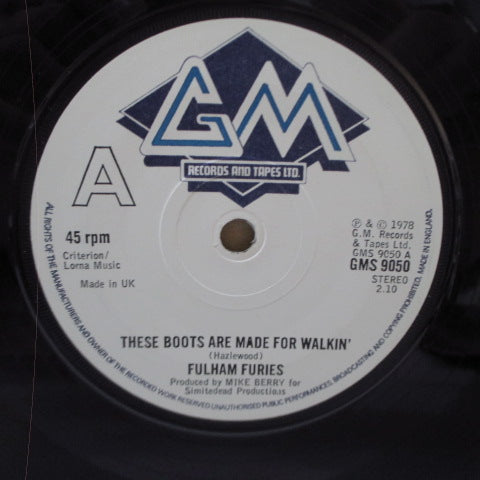 GM
RECORDS AND TAPES LTD.
A
45 rpm
Criterion/
Lorna Music
Made in UK
℗ & © 1978
G.M. Records
& Tapes Ltd.
GMS 9050 A
GMS 9050
STEREO
2.10
THESE BOOTS ARE MADE FOR WALKIN'
(Hazlewood)
FULHAM FURIES
Produced by MIKE BERRY for
Simitedead Productions
ALL RIGHTS OF THE MANUFACTURERS AND OWNER OF THE RECORDED WORK RESERVED UNAUTHORISED PUBLIC PERFORMANCES, BROADCASTING AND COPYING PROHIBITED. MADE IN ENGLAND.